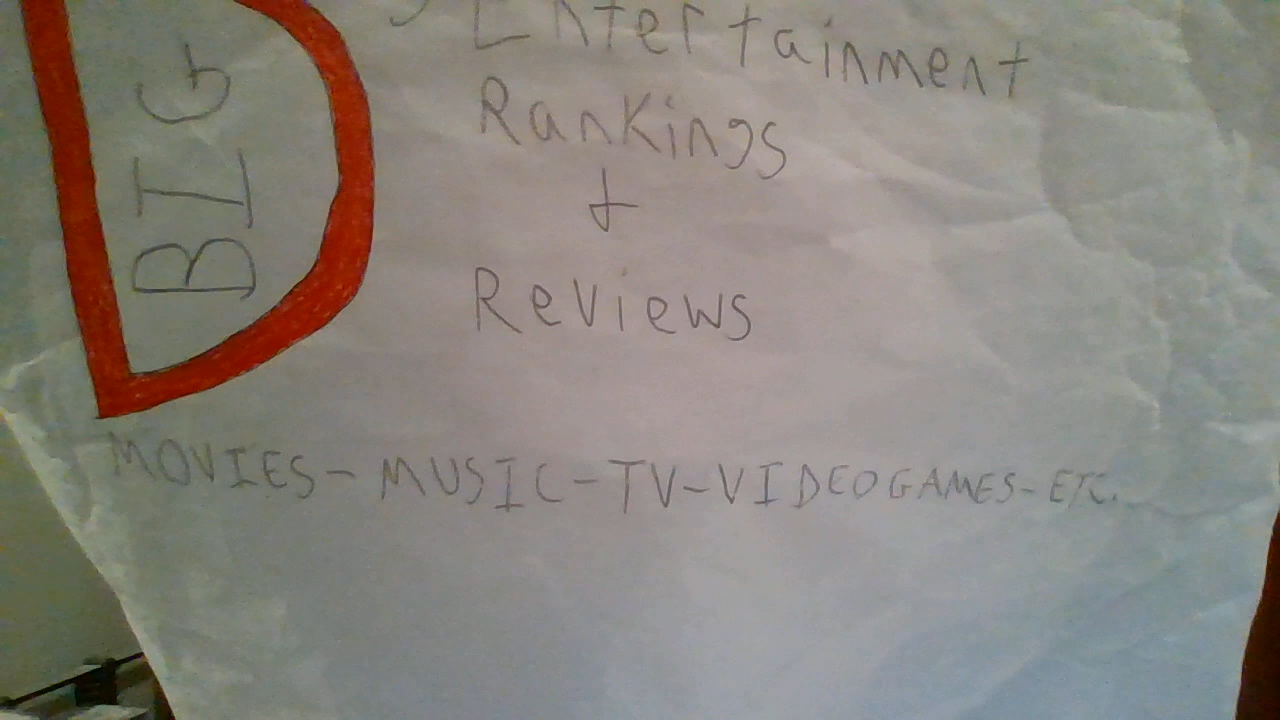 BIG
Entertainment
Rankings
+
Reviews
MOVIES-MUSIC-TV-VIDEOGAMES-ETC.